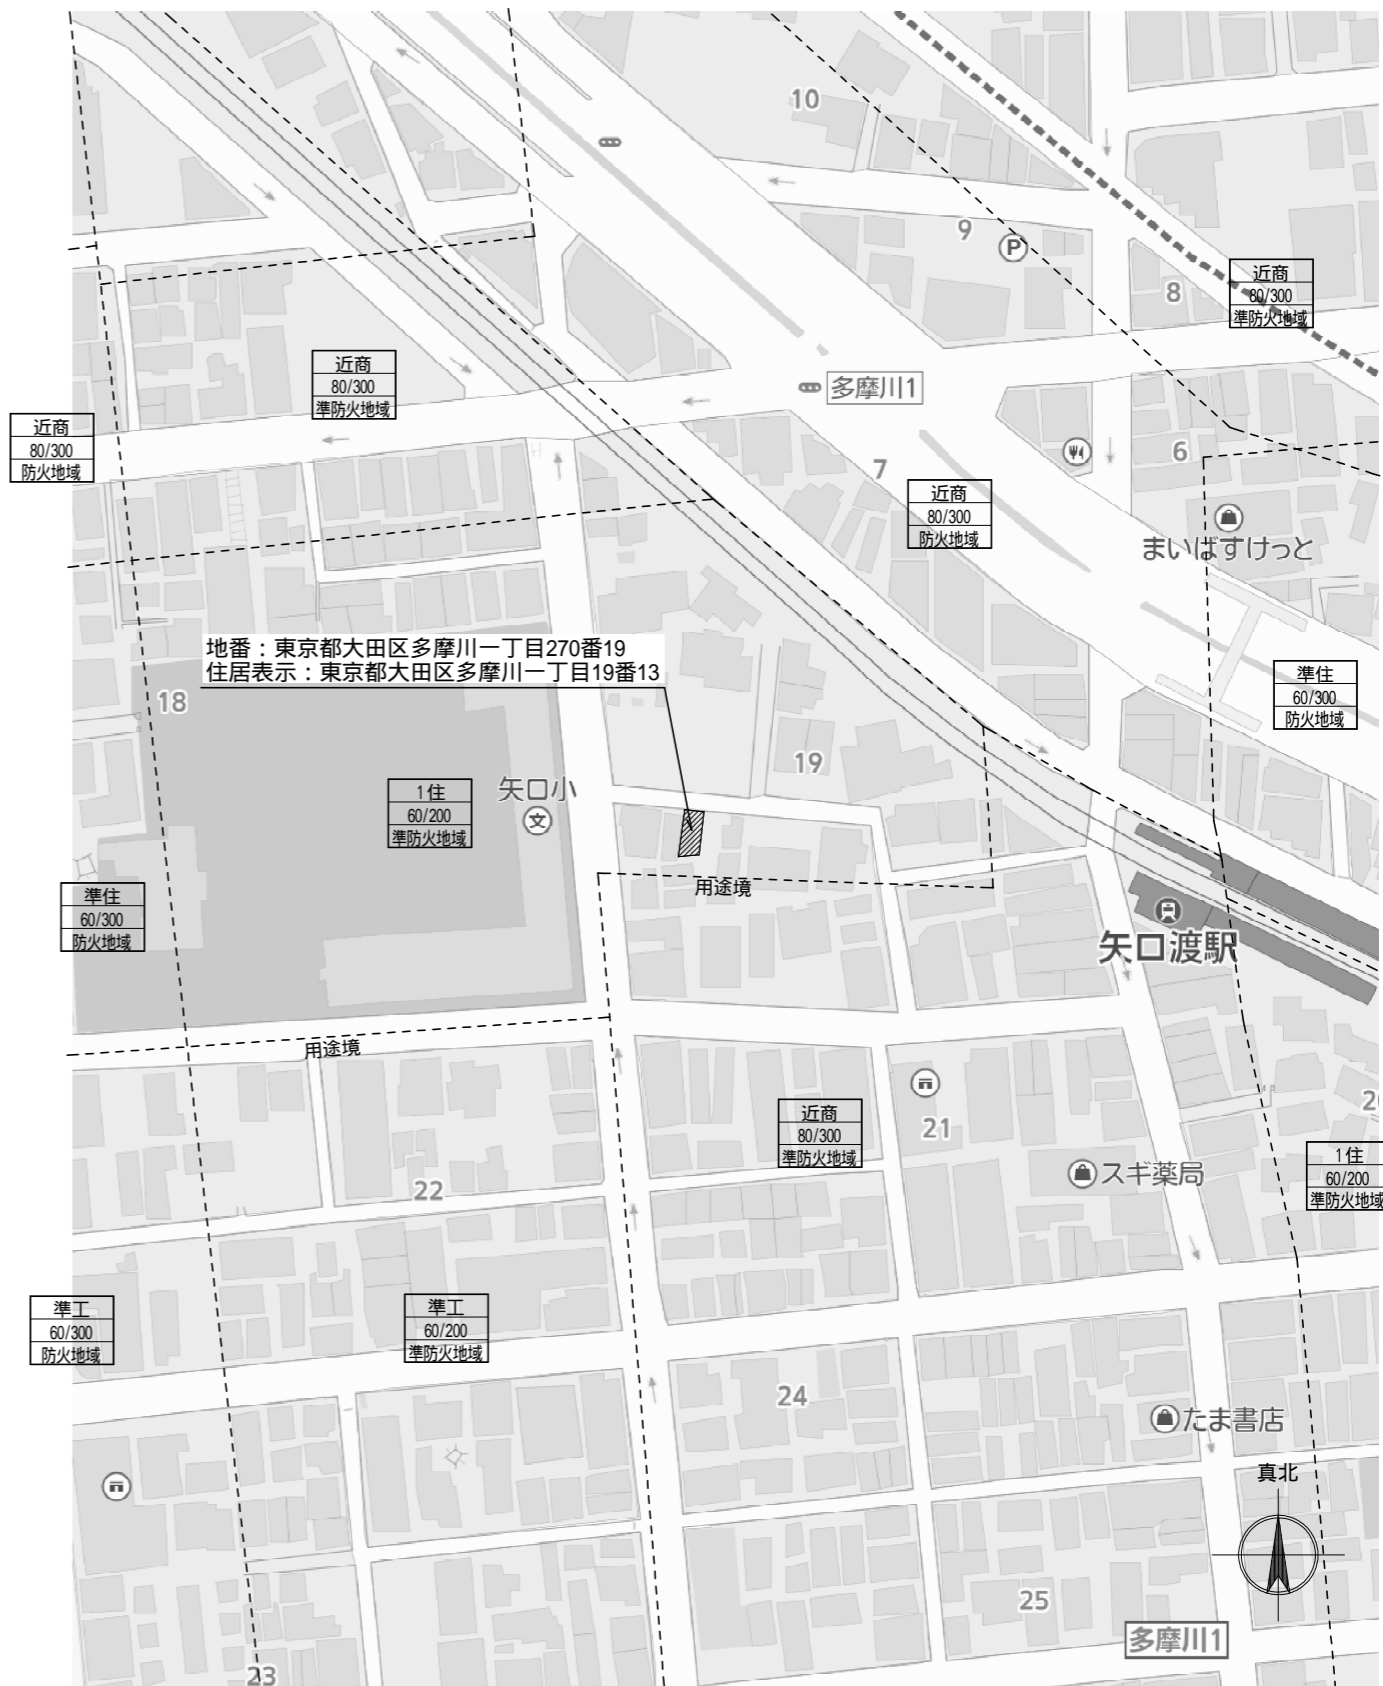 10
9
P
8
近商
80/300
準防火地域
近商
80/300
準防火地域
多摩川1
近商
80/300
防火地域
7
6
近商
80/300
防火地域
まいばすけっと
地番：東京都大田区多摩川一丁目270番19
住居表示：東京都大田区多摩川一丁目19番13
準住
60/300
防火地域
18
19
1住
60/200
準防火地域
矢口小
文
用途境
準住
60/300
防火地域
矢口渡駅
用途境
近商
80/300
準防火地域
21
20
1住
60/200
準防火地域
スギ薬局
22
準工
60/300
防火地域
準工
60/200
準防火地域
24
たま書店
真北
25
多摩川1
23